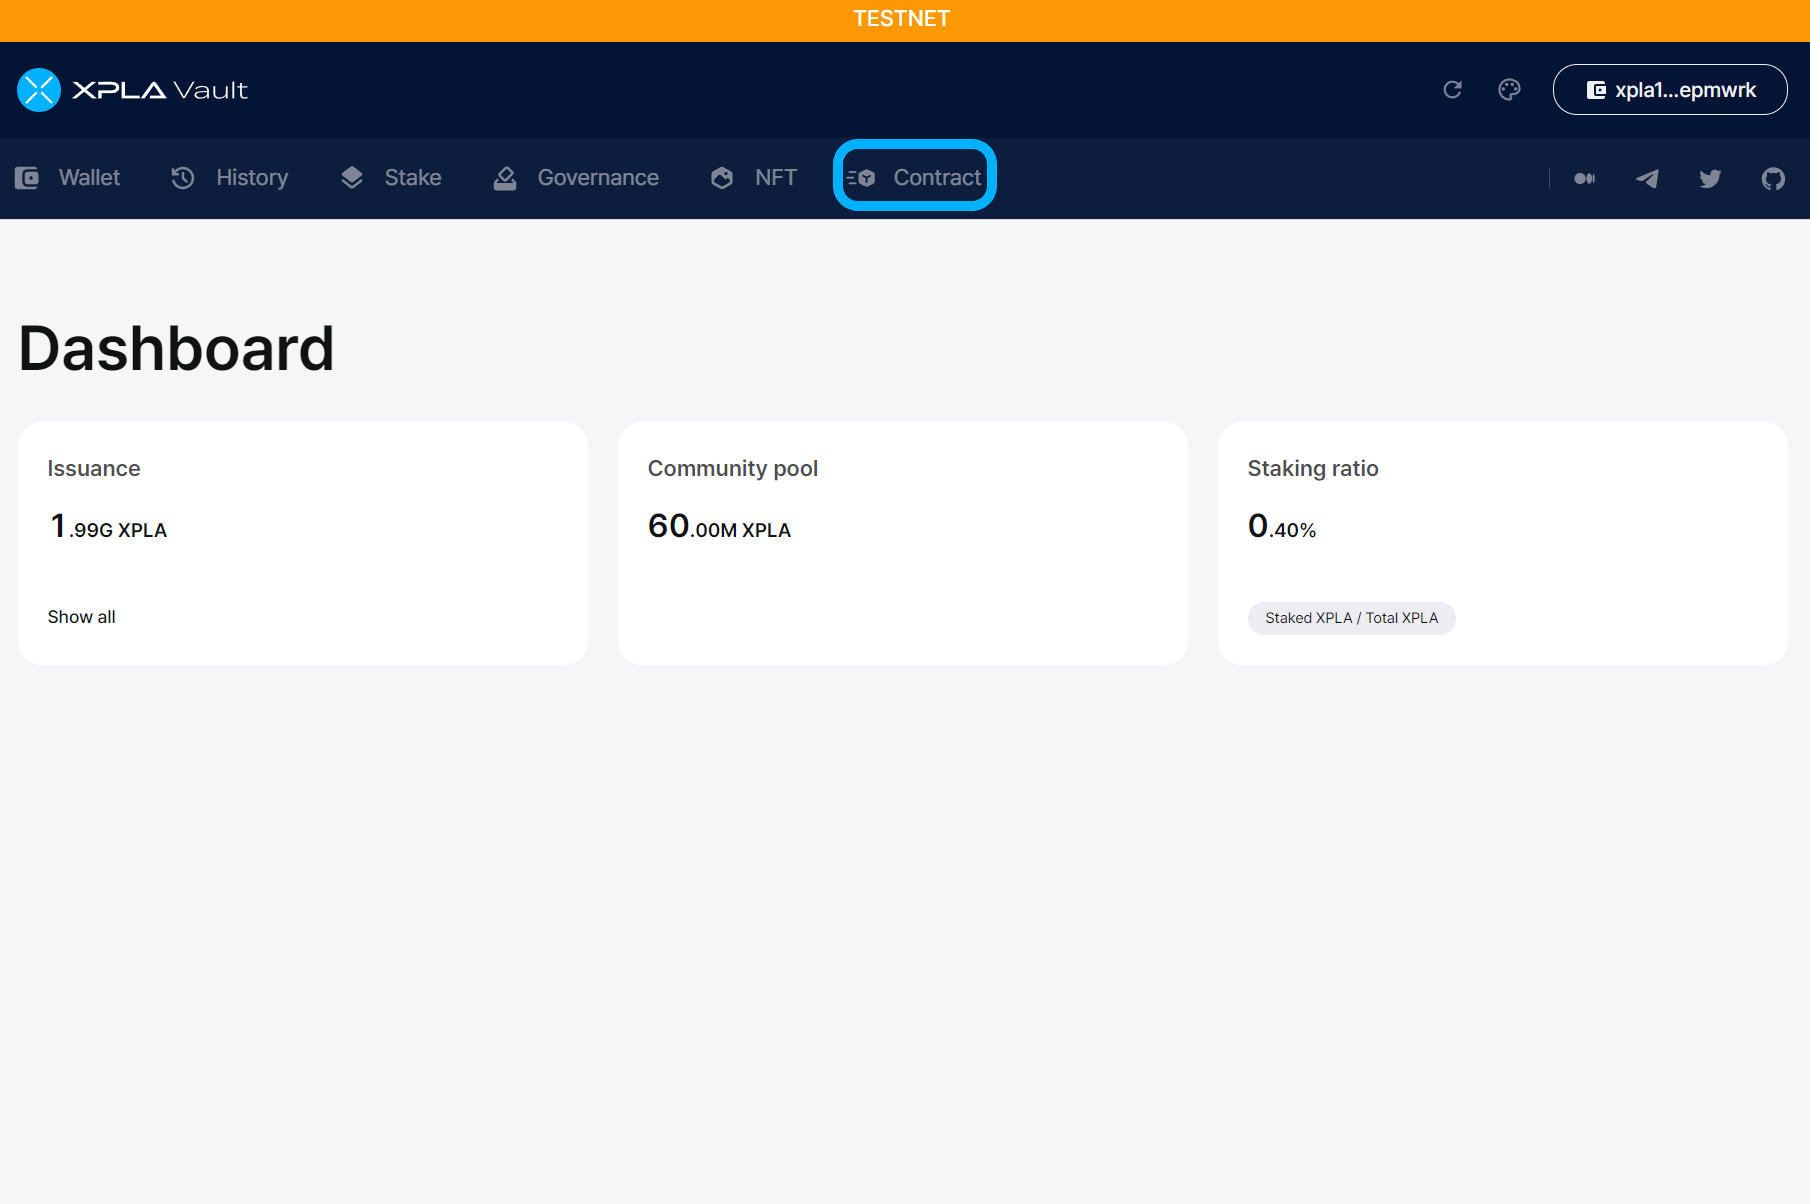 TESTNET
XPLA Vault
xpla1...epmwrk
Wallet History Stake Governance NFT Contract
Dashboard
Issuance
1.99G XPLA
Show all
Community pool
60.00M XPLA
Staking ratio
0.40%
Staked XPLA / Total XPLA